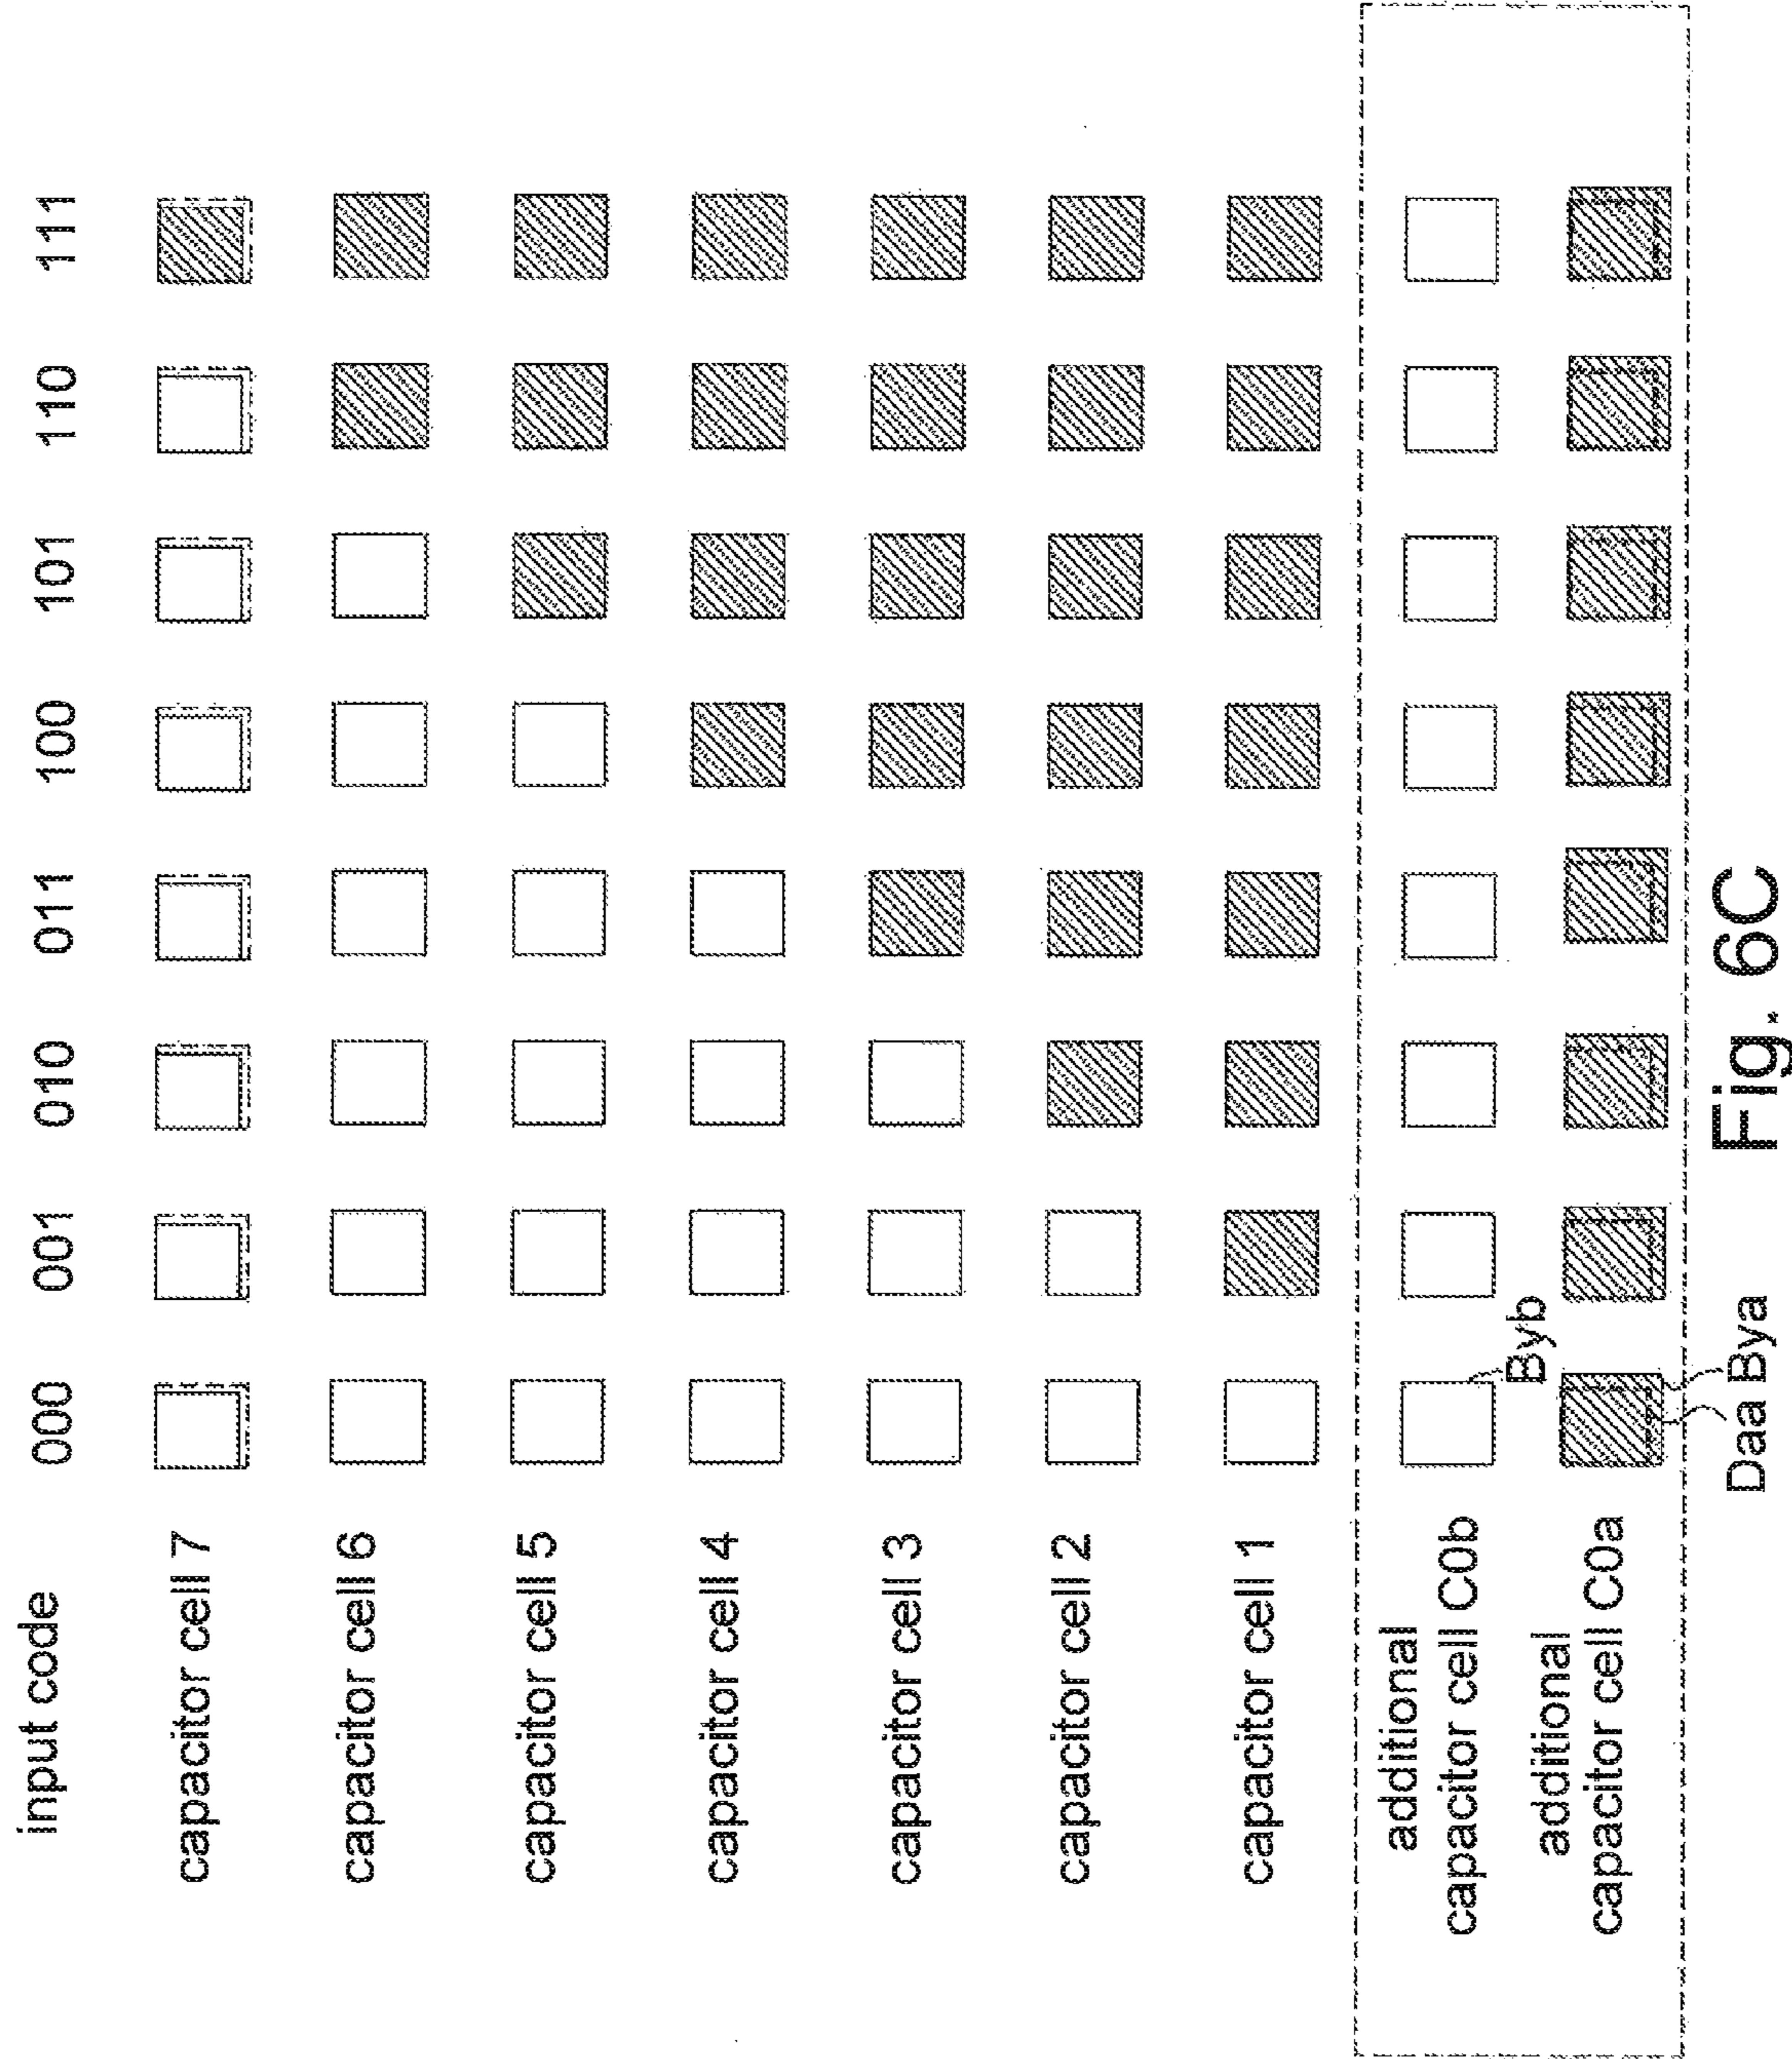 input code 000 001 010 011 100 101 110 111
capacitor cell 7
capacitor cell 6
capacitor cell 5
capacitor cell 4
capacitor cell 3
capacitor cell 2
capacitor cell 1
additional
capacitor cell C0b
Byb
additional
capacitor cell C0a
Daa Bya
Fig. 6C